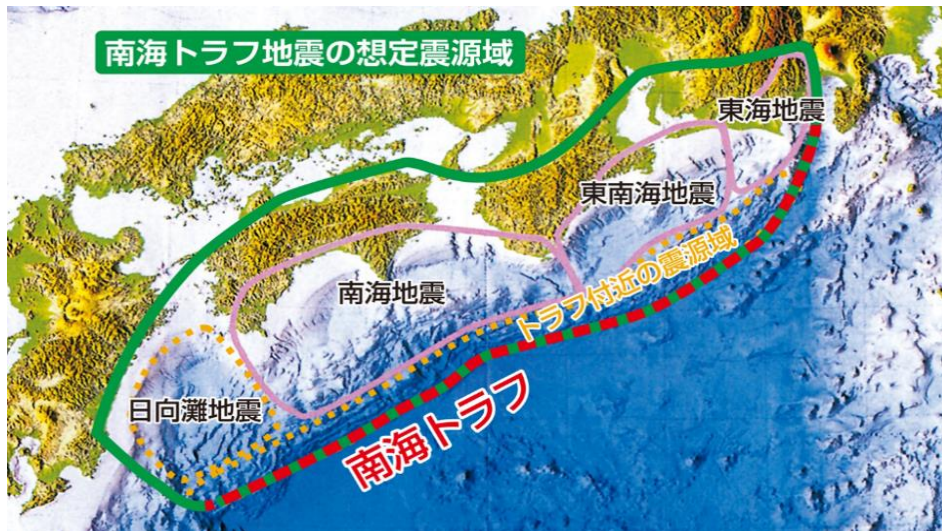 南海トラフ地震の想定震源域
東海地震
東南海地震
トラフ付近の震源域
南海地震
日向灘地震
南海トラフ